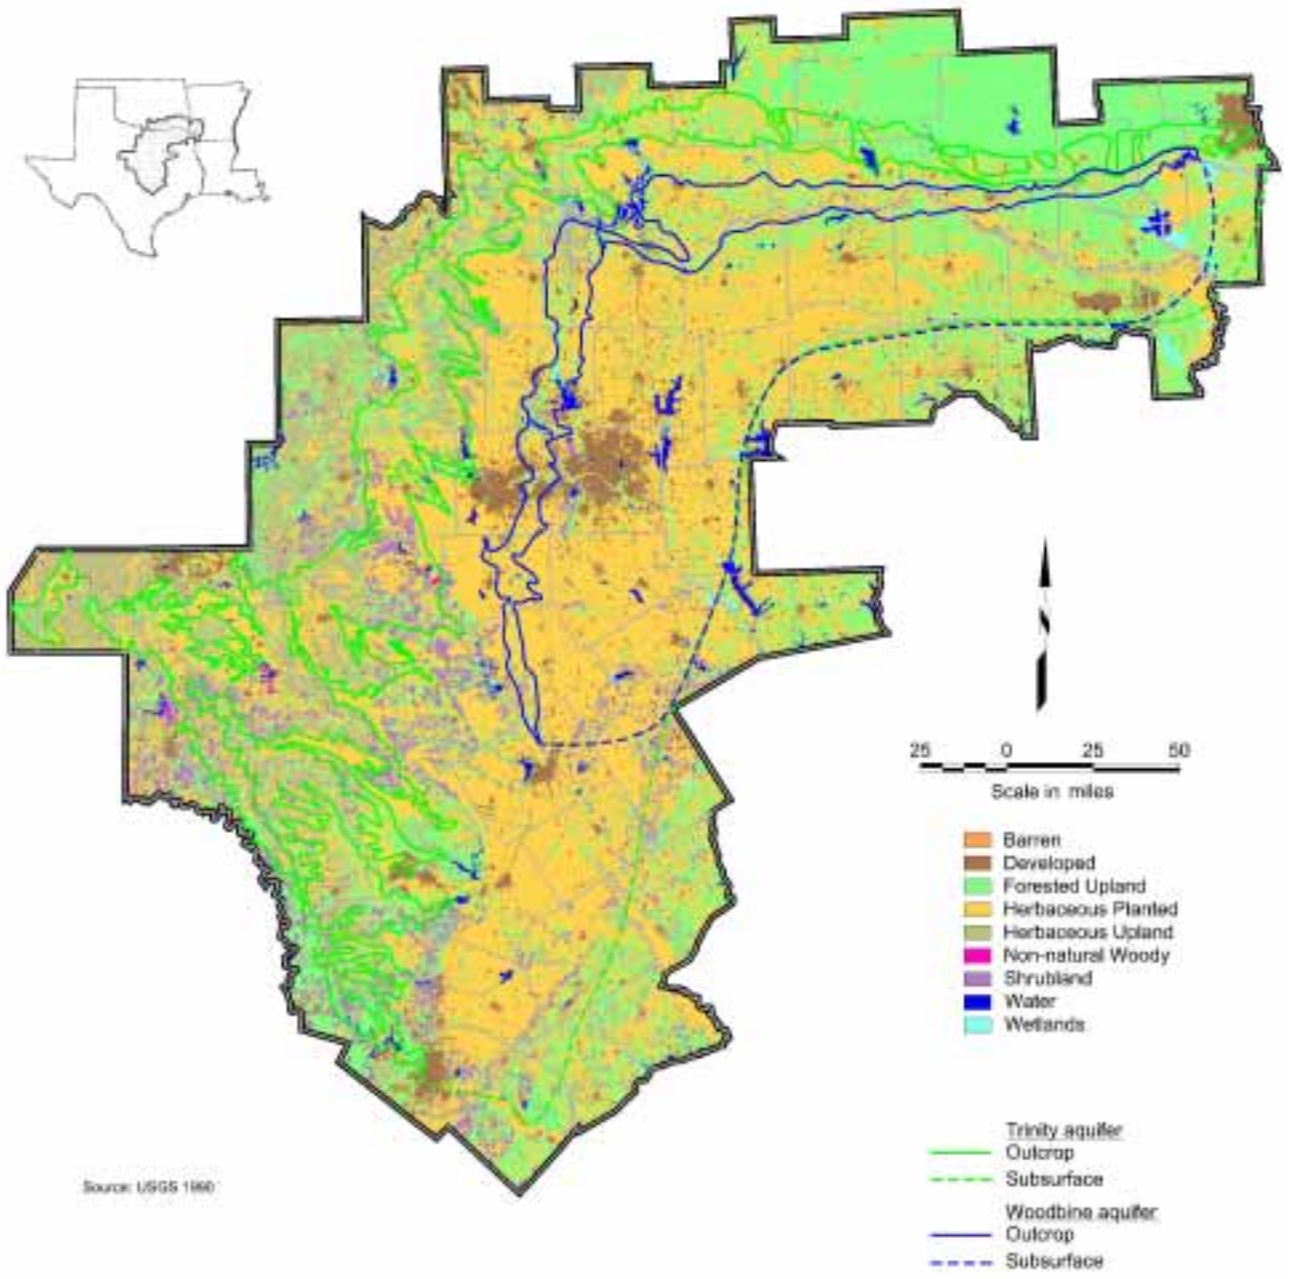 25 0 25 50
Scale in miles
Barren
Developed
Forested Upland
Herbaceous Planted
Herbaceous Upland
Non-natural Woody
Shrubland
Water
Wetlands
Trinity aquifer
Outcrop
Subsurface
Woodbine aquifer
Outcrop
Subsurface
Source: USGS 1990